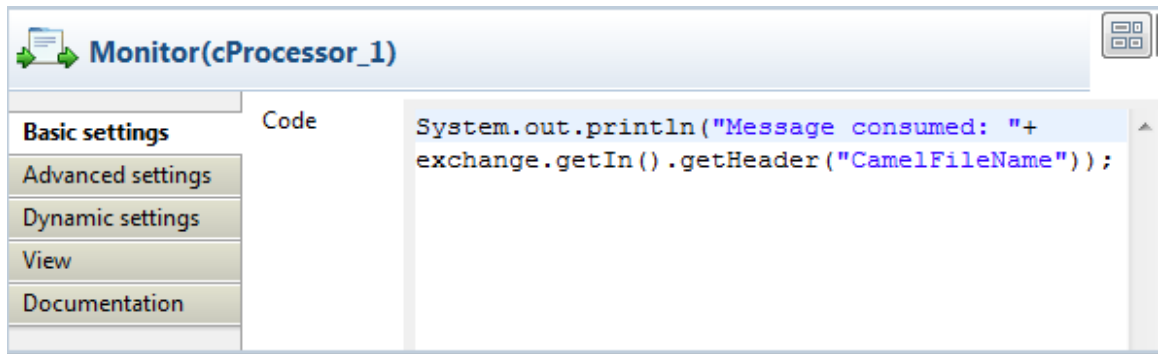 Monitor(cProcessor_1)
Basic settings
Advanced settings
Dynamic settings
View
Documentation
Code
System.out.println("Message consumed: "+
exchange.getIn().getHeader("CamelFileName"));